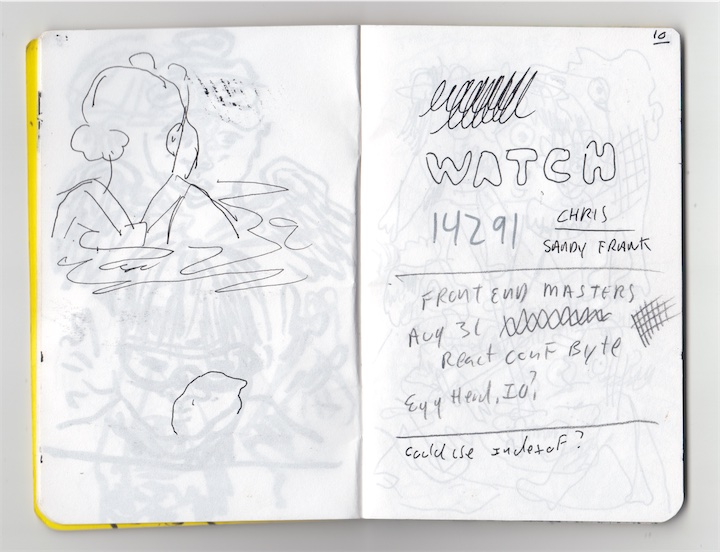 10
WATCH
14291
CHRIS
SANDY FRANK
FRONT END MASTERS
Aug 31
React conf Byte
Egg Head, IO?
could use indexof?